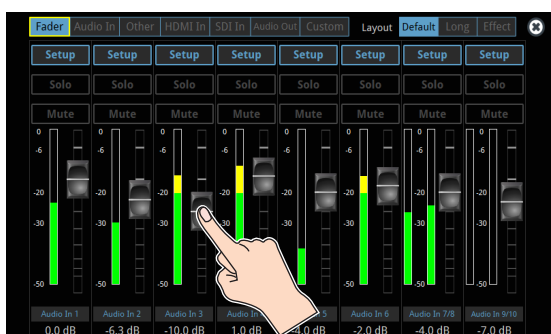 Fader Audio In Other HDMI In SDI In Audio Out Custom Layout Default Long Effect
Setup Setup Setup Setup Setup Setup Setup Setup
Solo Solo Solo Solo Solo Solo Solo Solo
Mute Mute Mute Mute Mute Mute Mute Mute
0 0 0 0 0 0 0 0
-6 -6 -6 -6 -6 -6 -6 -6
-20 -20 -20 -20 -20 -20 -20 -20
-30 -30 -30 -30 -30 -30 -30
-50 -50 -50 -50 -50 -50 -50
Audio In 1 Audio In 2 Audio In 3 Audio 5 Audio In 6 Audio In 7/8 Audio In 9/10
0.0 dB -6.3 dB -10.0 dB 1.0 dB -4.0 dB -2.0 dB -4.0 dB -7.0 dB